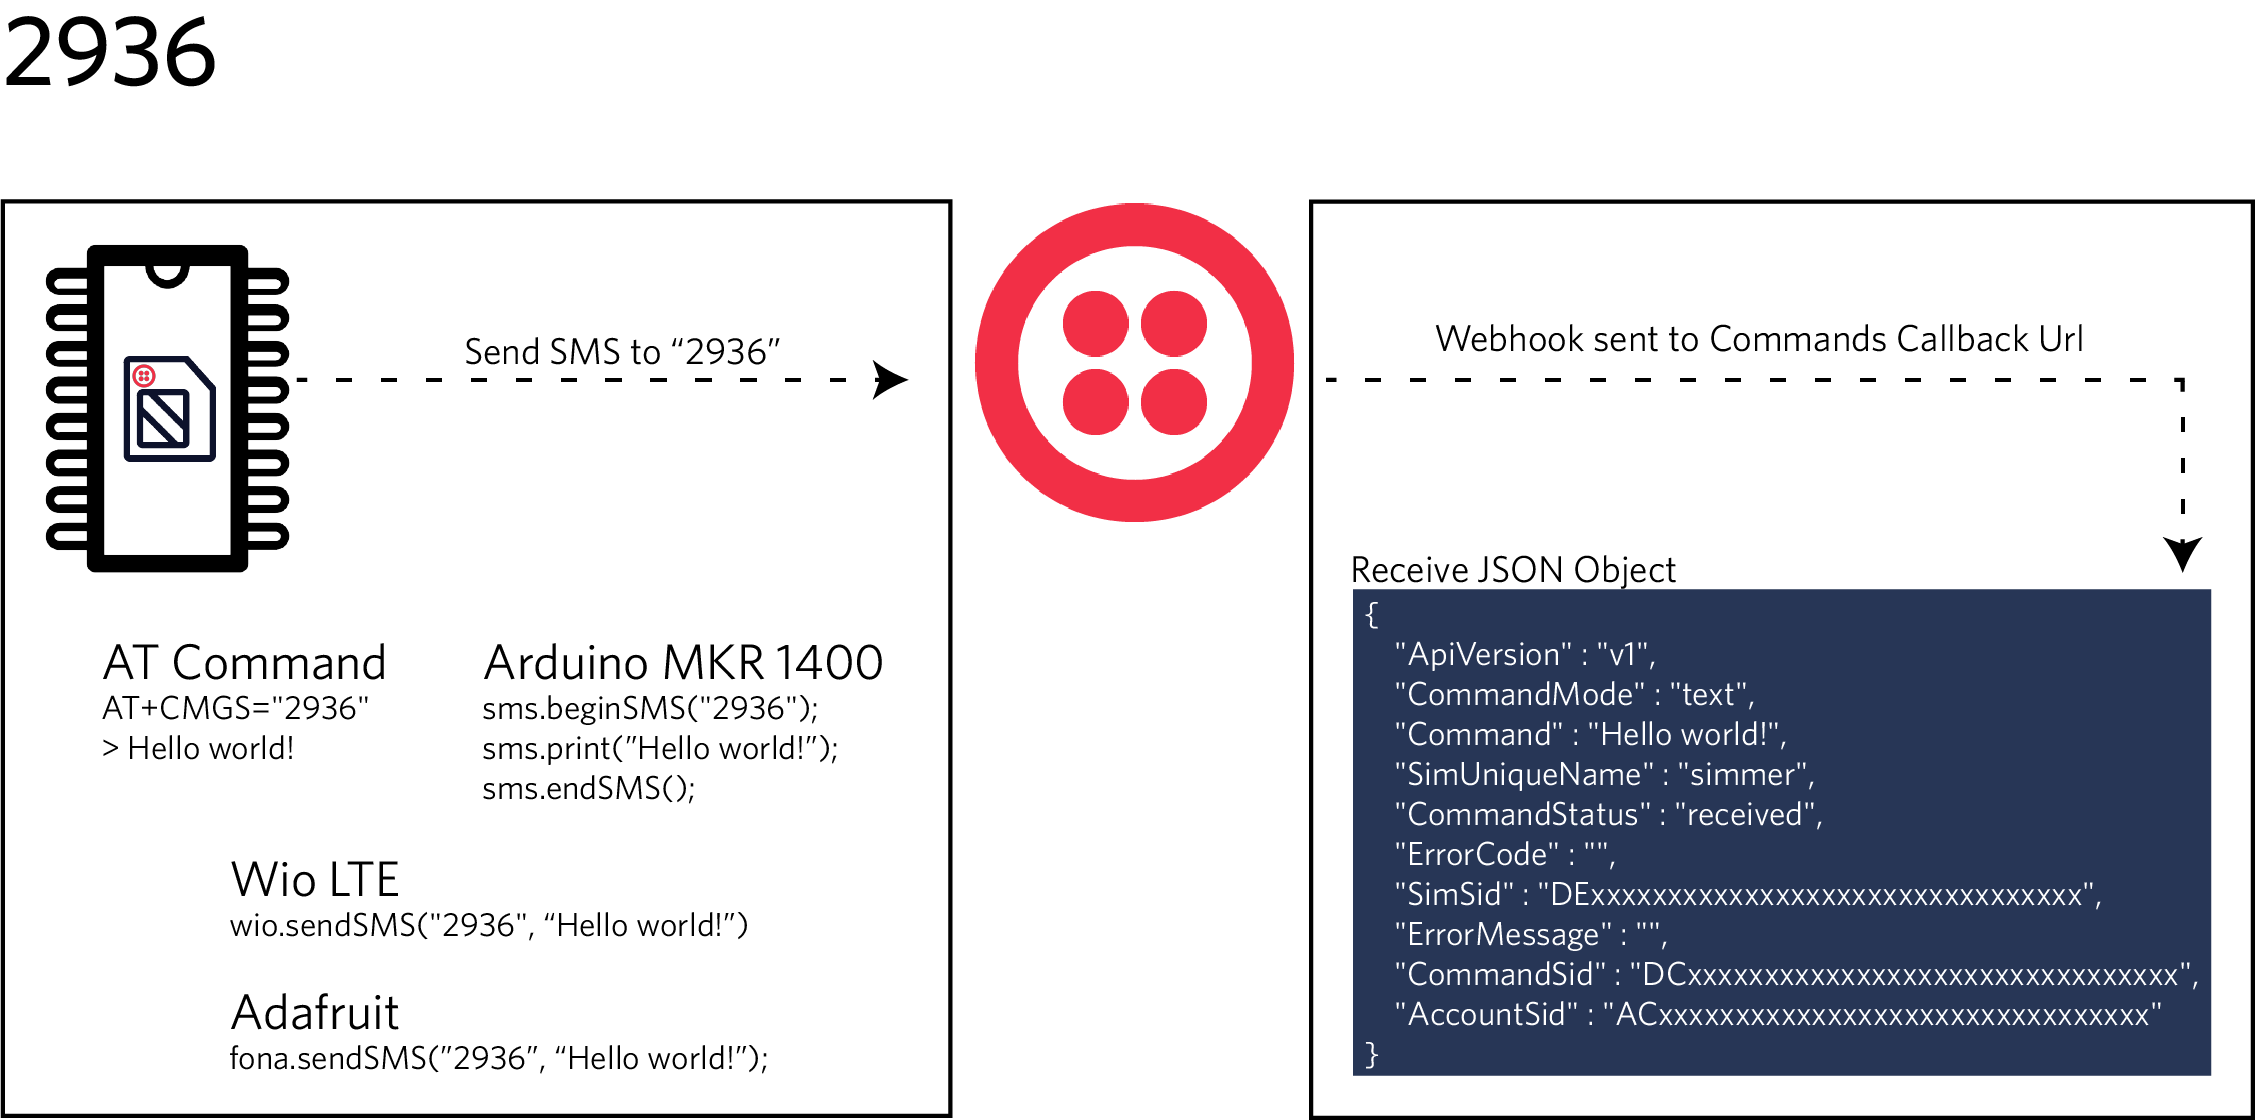 2936
Send SMS to “2936”
AT Command
AT+CMGS="2936"
> Hello world!
Arduino MKR 1400
sms.beginSMS("2936");
sms.print(”Hello world!”);
sms.endSMS();
Wio LTE
wio.sendSMS("2936", “Hello world!”)
Adafruit
fona.sendSMS(”2936”, “Hello world!”);
Webhook sent to Commands Callback Url
Receive JSON Object
{
"ApiVersion" : "v1",
"CommandMode" : "text",
"Command" : "Hello world!",
"SimUniqueName" : "simmer",
"CommandStatus" : "received",
"ErrorCode" : "",
"SimSid" : "DExxxxxxxxxxxxxxxxxxxxxxxxxxxxxxxx",
"ErrorMessage" : "",
"CommandSid" : "DCxxxxxxxxxxxxxxxxxxxxxxxxxxxxxxxx",
"AccountSid" : "ACxxxxxxxxxxxxxxxxxxxxxxxxxxxxxxxx"
}